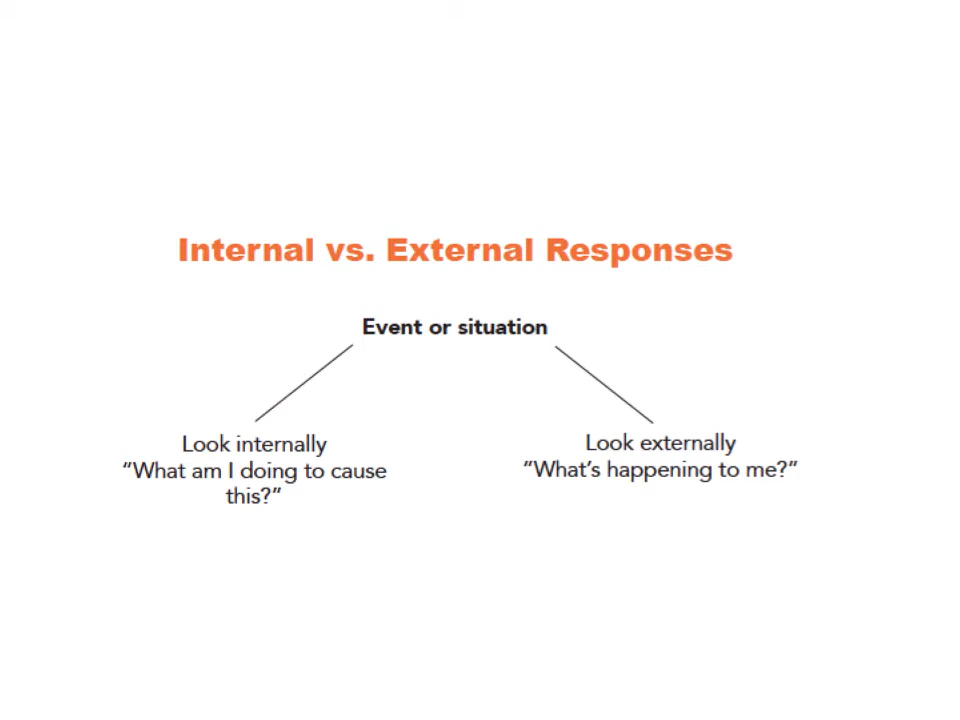 Internal vs. External Responses
Event or situation
Look internally
“What am I doing to cause
this?”
Look externally
“What’s happening to me?”